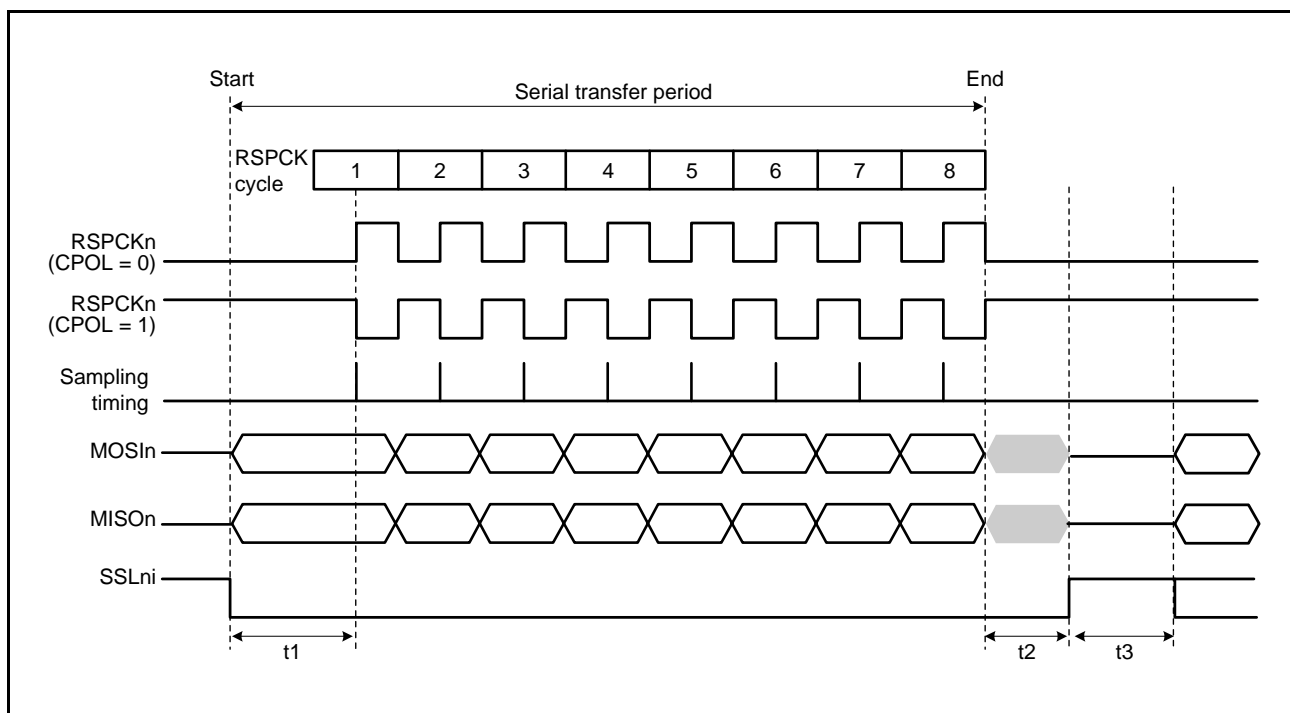 Start
End
Serial transfer period
RSPCK
cycle
1 2 3 4 5 6 7 8
RSPCKn
(CPOL = 0)
RSPCKn
(CPOL = 1)
Sampling
timing
MOSIn
MISOn
SSLni
t1
t2
t3